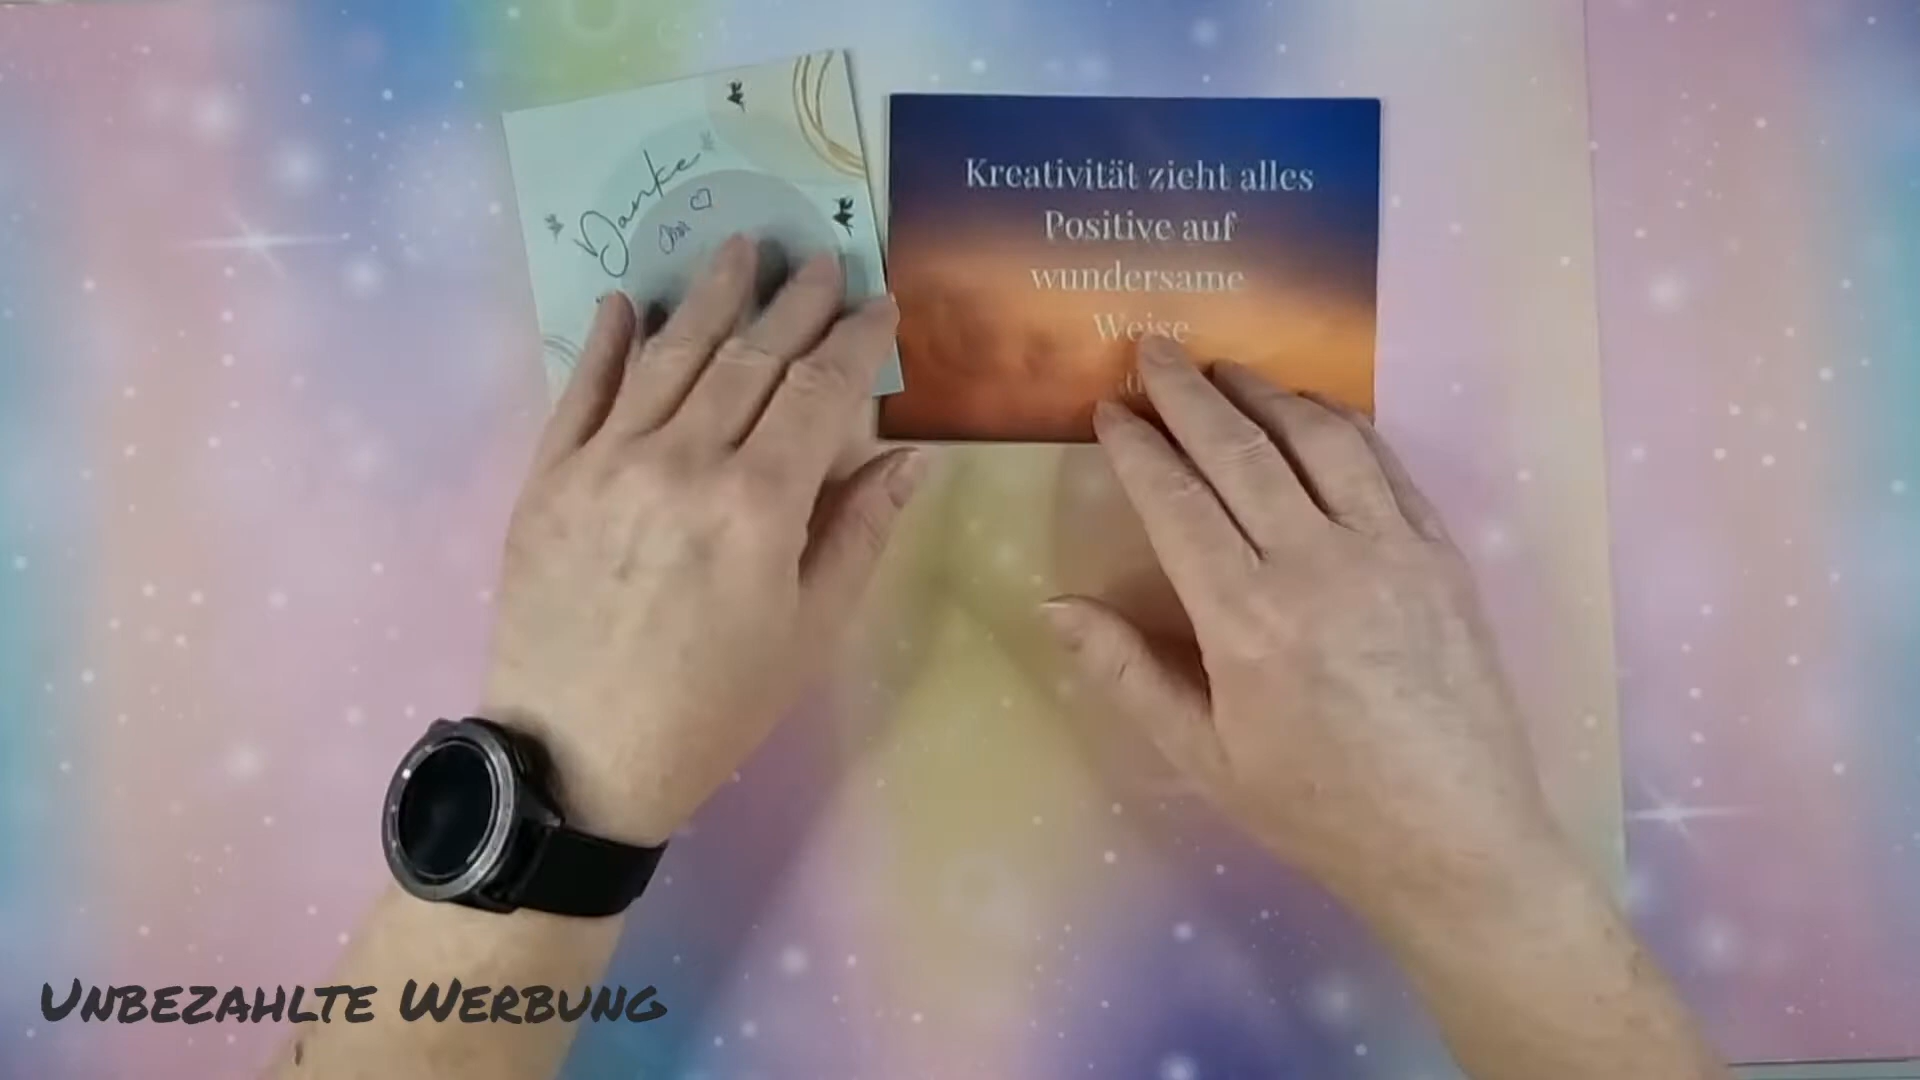 Danke
Kreativität zieht alles
Positive auf
wundersame
Weise
Unbezahlte Werbung